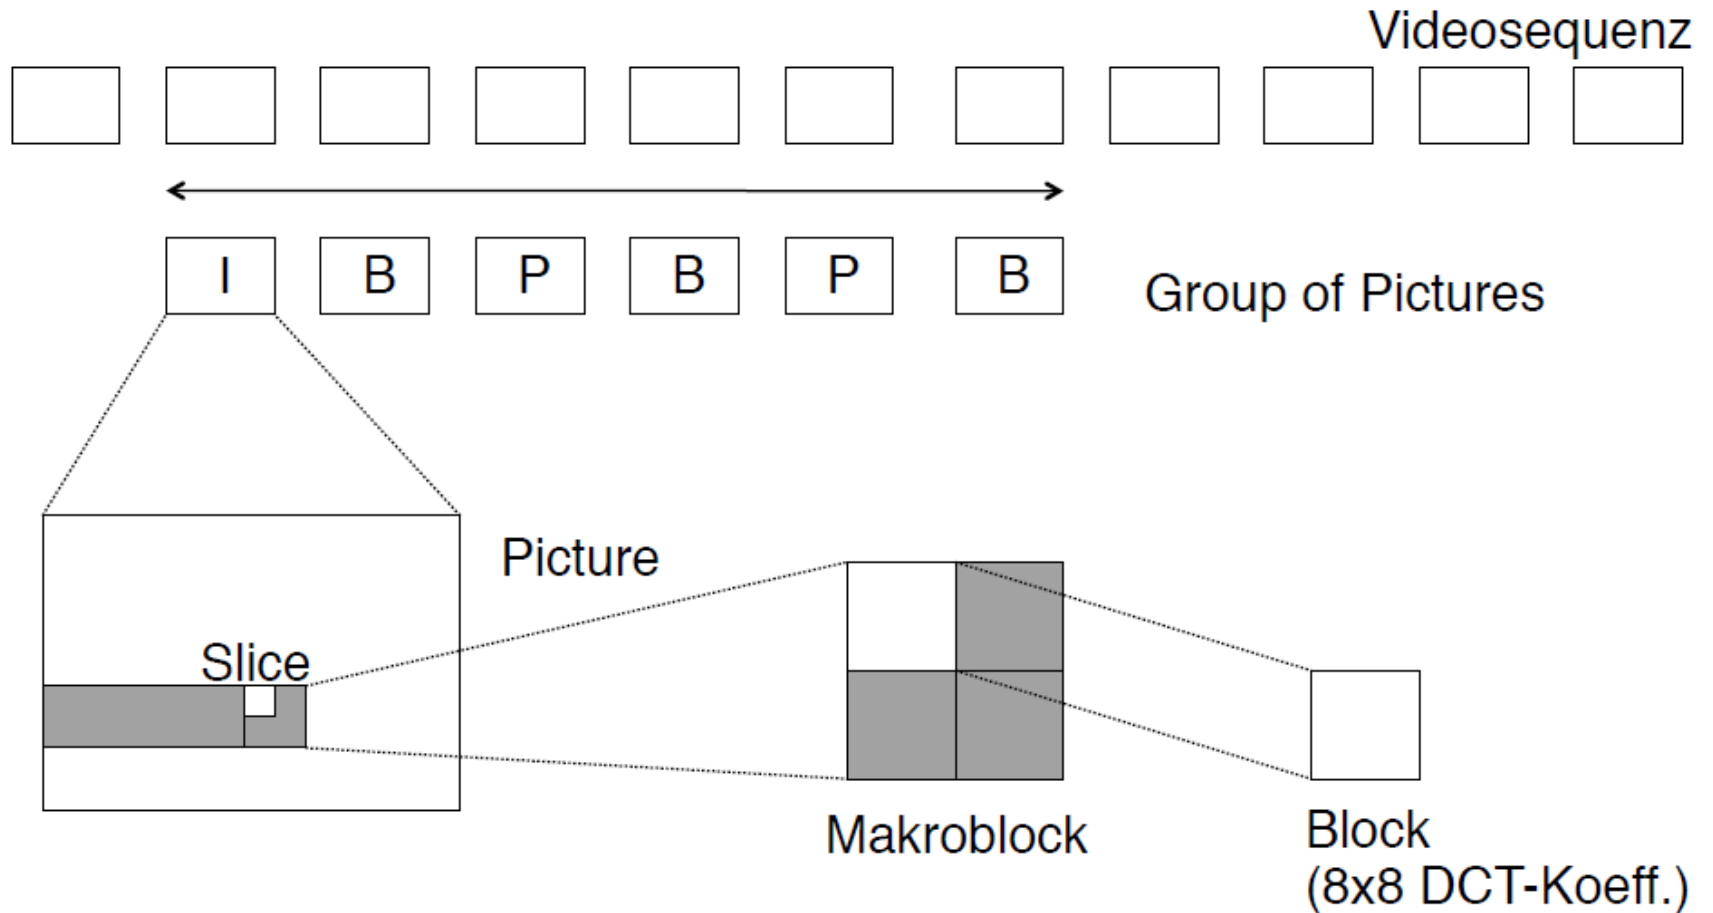 Videosequenz
I B P B P B
Group of Pictures
Picture
Slice
Makroblock
Block
(8x8 DCT-Koeff.)